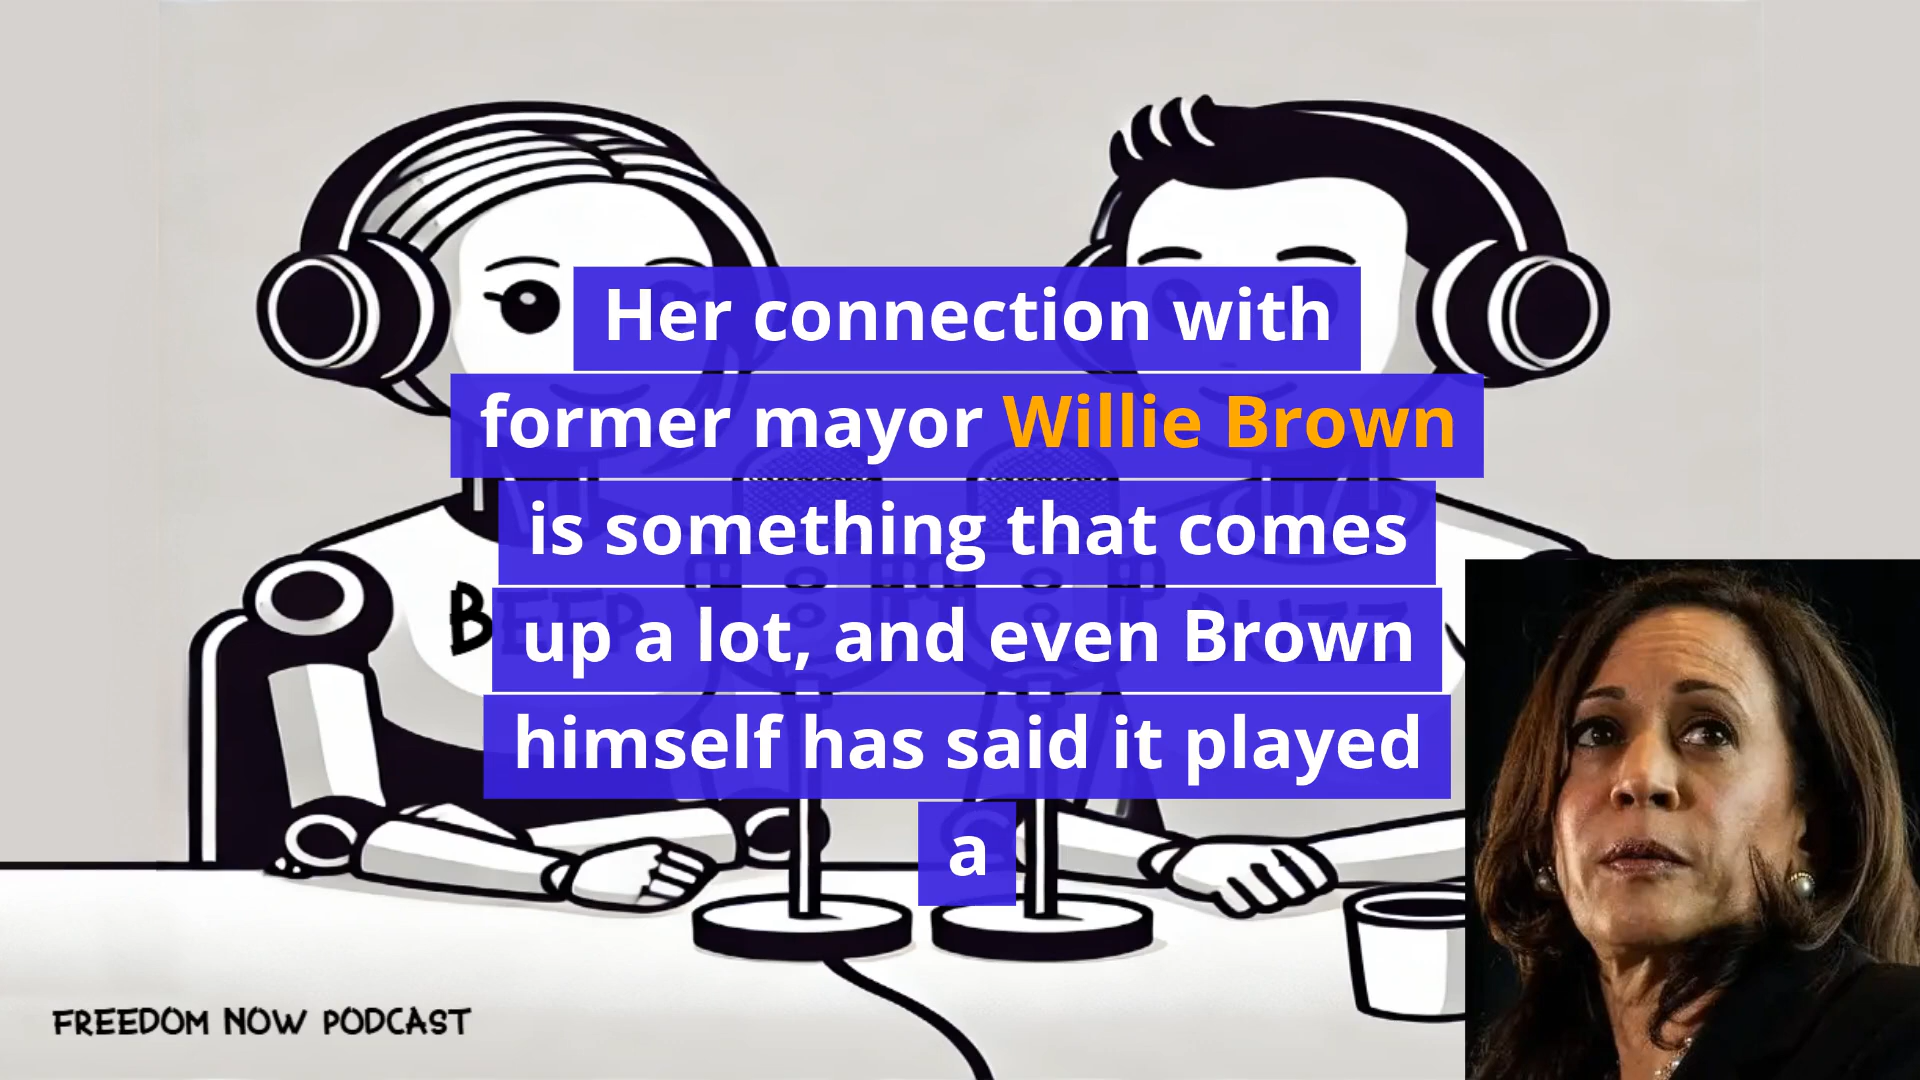 Her connection with
former mayor Willie Brown
is something that comes
up a lot, and even Brown
himself has said it played
a
BEEP
FREEDOM NOW PODCAST